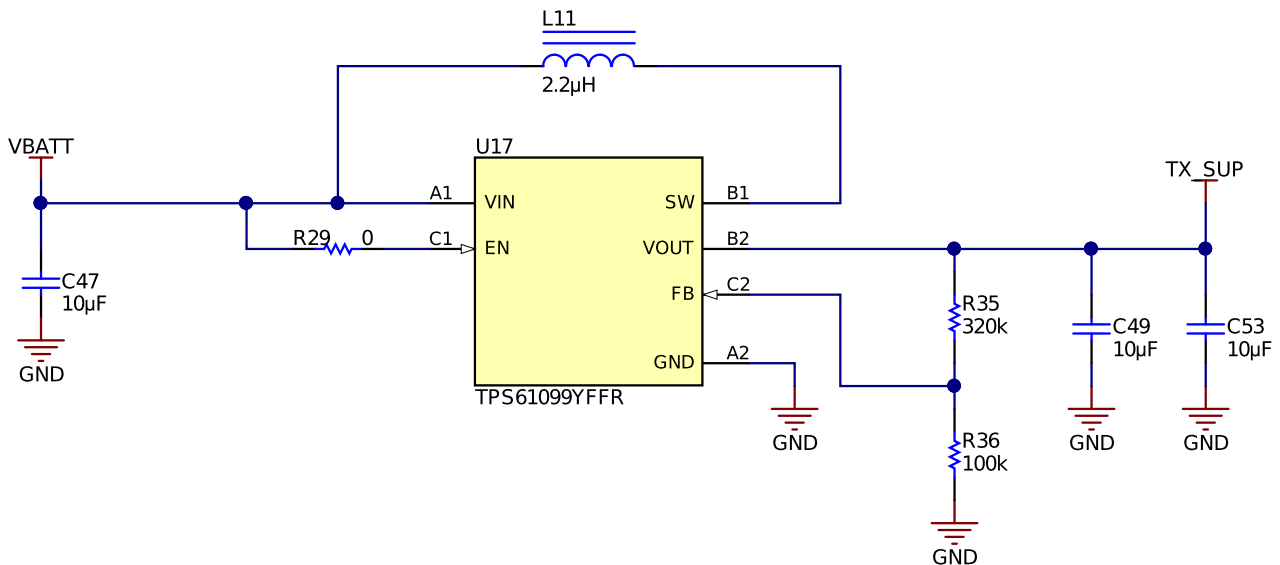 L11
2.2µH
VBATT
U17
TX_SUP
A1
VIN
SW
B1
R29
0
C1
EN
VOUT
B2
FB
C2
C47
10µF
R35
320k
C49
10µF
C53
10µF
GND
A2
GND
TPS61099YFFR
GND
GND
GND
R36
100k
GND